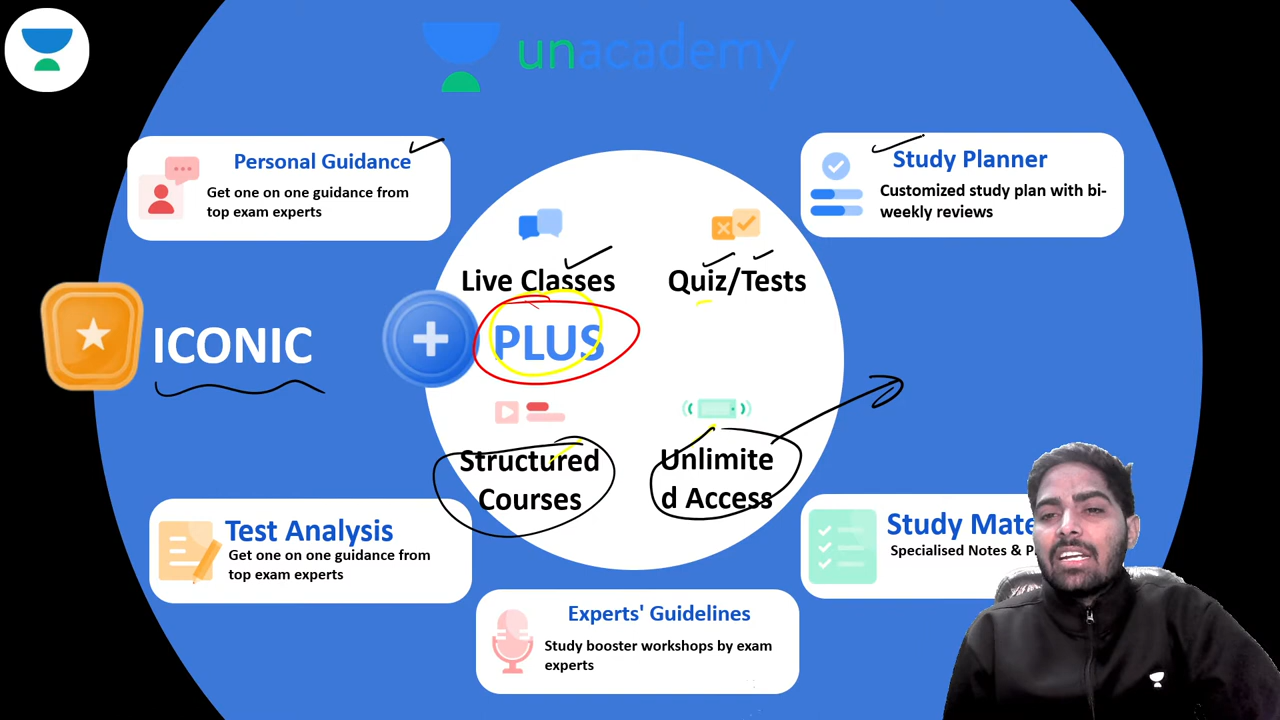 unacademy
Personal Guidance
Get one on one guidance from
top exam experts
Study Planner
Customized study plan with bi-
weekly reviews
Live Classes
Quiz/Tests
ICONIC
PLUS
Structured
Courses
Unlimite
d Access
Test Analysis
Get one on one guidance from
top exam experts
Study Mate
Specialised Notes &
Experts' Guidelines
Study booster workshops by exam
experts